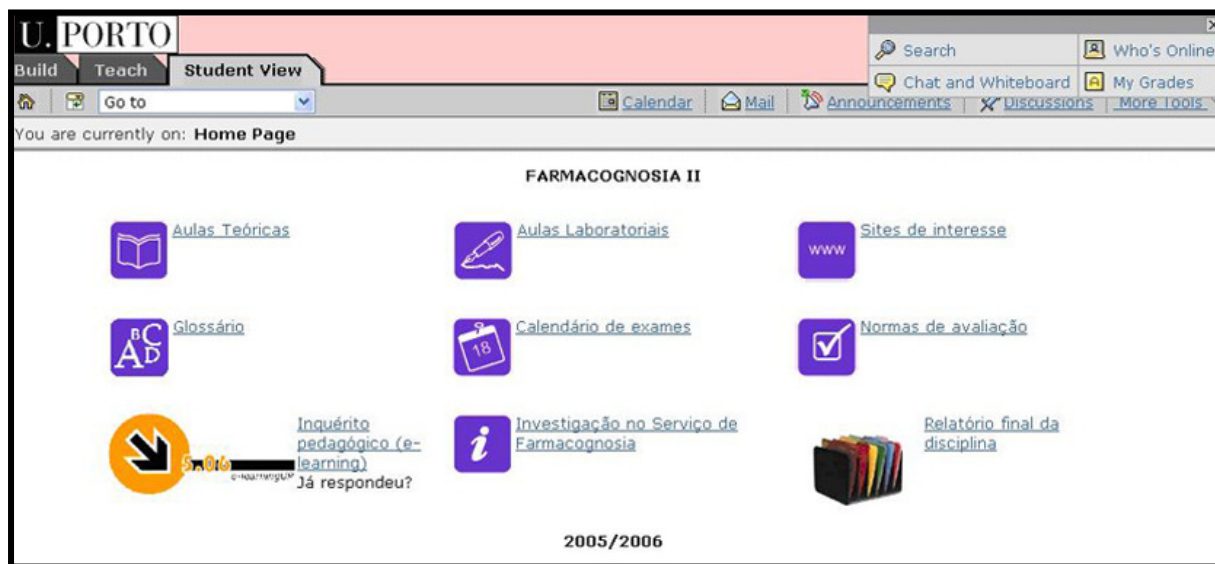 U. PORTO
Search
Who's Online
Build Teach Student View
Chat and Whiteboard
My Grades
Go to
Calendar Mail Announcements Discussions More Tools
You are currently on: Home Page
FARMACOGNOSIA II
Aulas Teóricas
Aulas Laboratoriais
Sites de interesse
www
Glossário
Calendário de exames
Normas de avaliação
A B C D
18
Inquérito
pedagógico (e-
learning)
Já respondeu?
i
Investigação no Serviço de
Farmacognosia
Relatório final da
disciplina
2005/2006